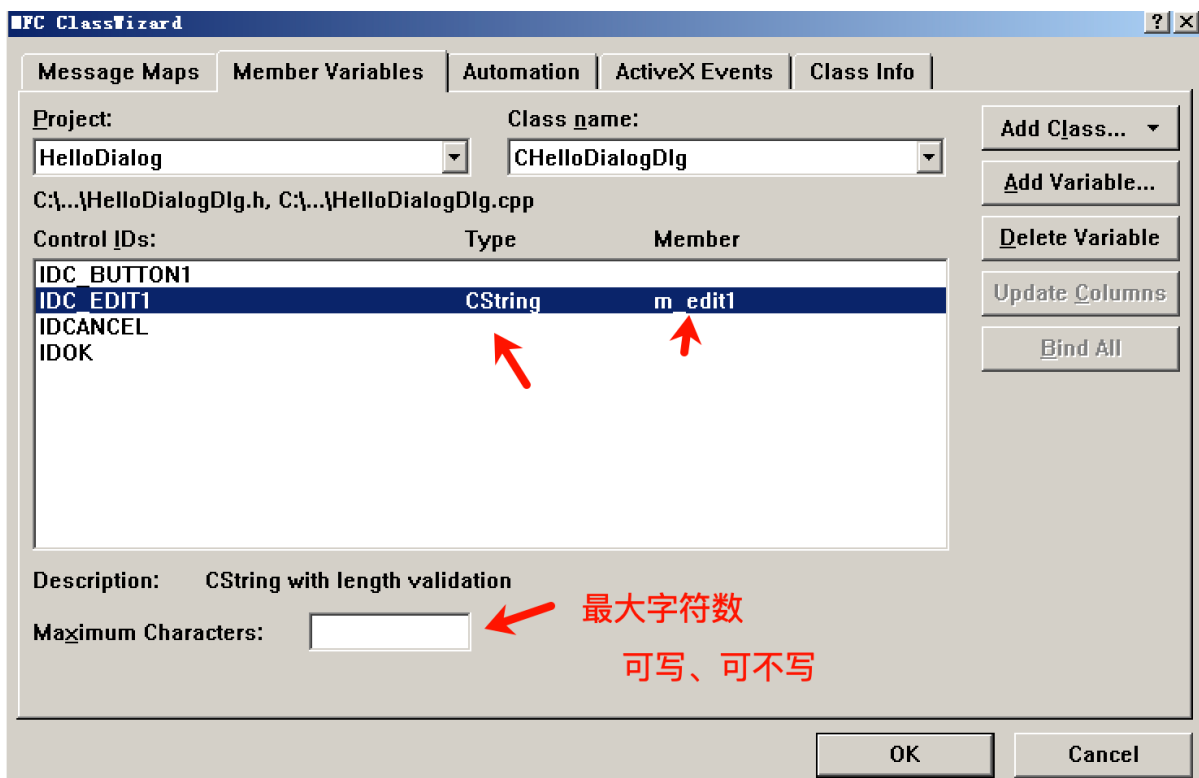 MFC ClassWizard
Message Maps Member Variables Automation ActiveX Events Class Info
Project: Class name:
HelloDialog CHelloDialogDlg
C:\...\HelloDialogDlg.h, C:\...\HelloDialogDlg.cpp
Control IDs: Type Member
IDC_BUTTON1
IDC_EDIT1 CString m_edit1
IDCANCEL
IDOK
Add Class...
Add Variable...
Delete Variable
Update Columns
Bind All
Description: CString with length validation
Maximum Characters: 最大字符数
可写、可不写
OK Cancel